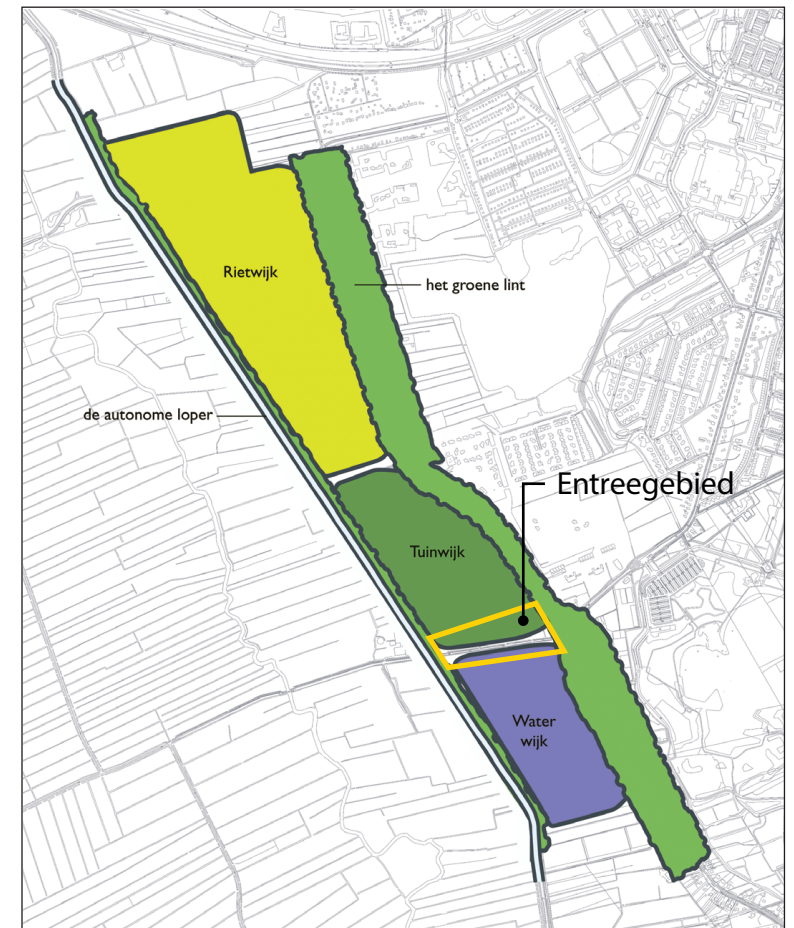 Rietwijk
het groene lint
de autonome loper
Entreegebied
Tuinwijk
Water
wijk